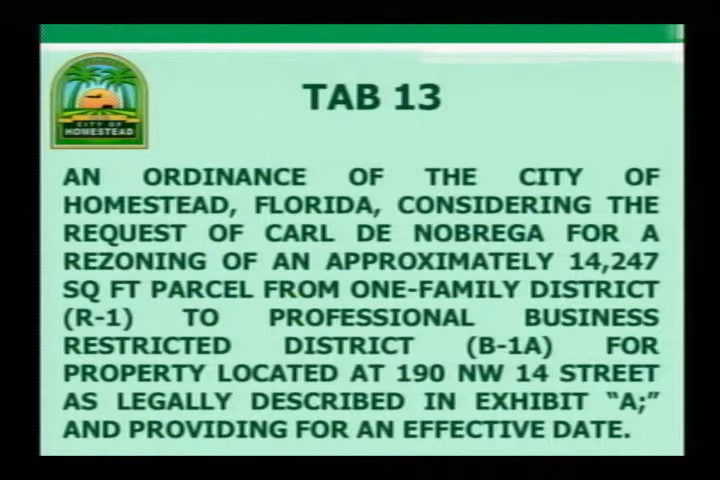 TAB 13
CITY OF
HOMESTEAD
AN ORDINANCE OF THE CITY OF
HOMESTEAD, FLORIDA, CONSIDERING THE
REQUEST OF CARL DE NOBREGA FOR A
REZONING OF AN APPROXIMATELY 14,247
SQ FT PARCEL FROM ONE-FAMILY DISTRICT
(R-1) TO PROFESSIONAL BUSINESS
RESTRICTED DISTRICT (B-1A) FOR
PROPERTY LOCATED AT 190 NW 14 STREET
AS LEGALLY DESCRIBED IN EXHIBIT “A;”
AND PROVIDING FOR AN EFFECTIVE DATE.